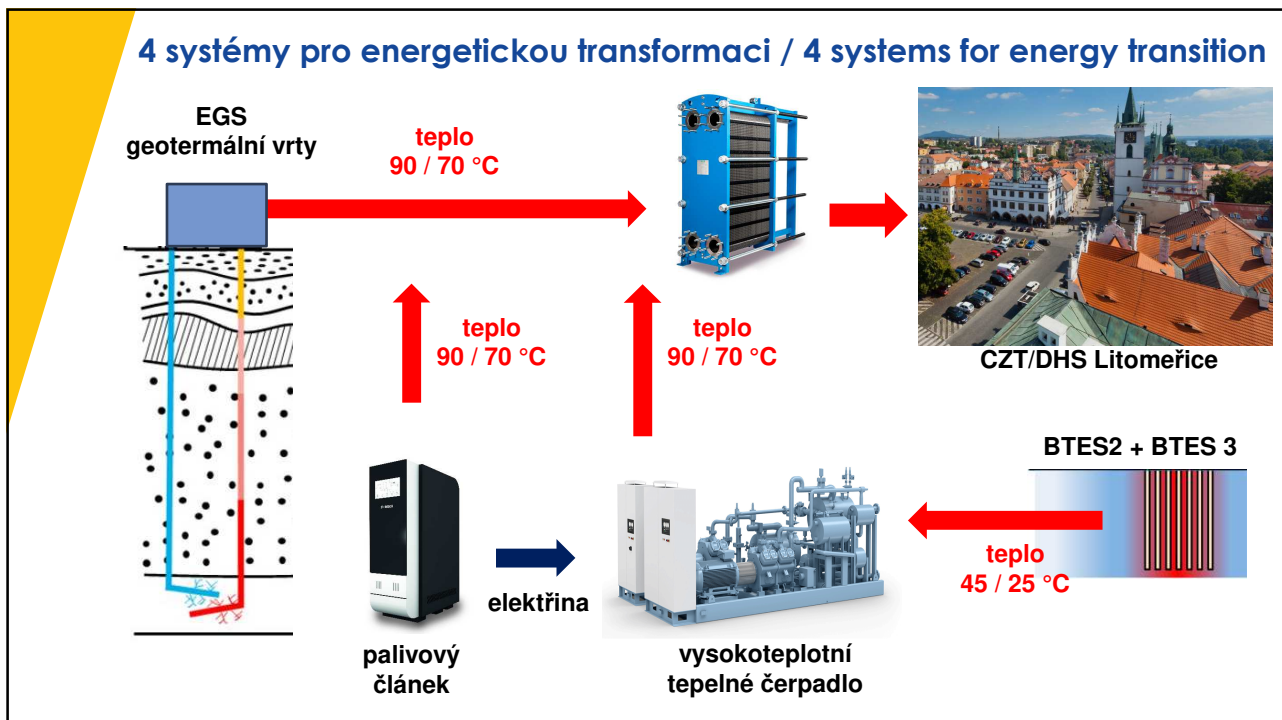 4 systémy pro energetickou transformaci / 4 systems for energy transition
EGS
geotermální vrty
teplo
90 / 70 °C
teplo
90 / 70 °C
teplo
90 / 70 °C
CZT/DHS Litoměřice
BTES2 + BTES 3
teplo
45 / 25 °C
elektřina
palivový
článek
vysokoteplotní
tepelné čerpadlo